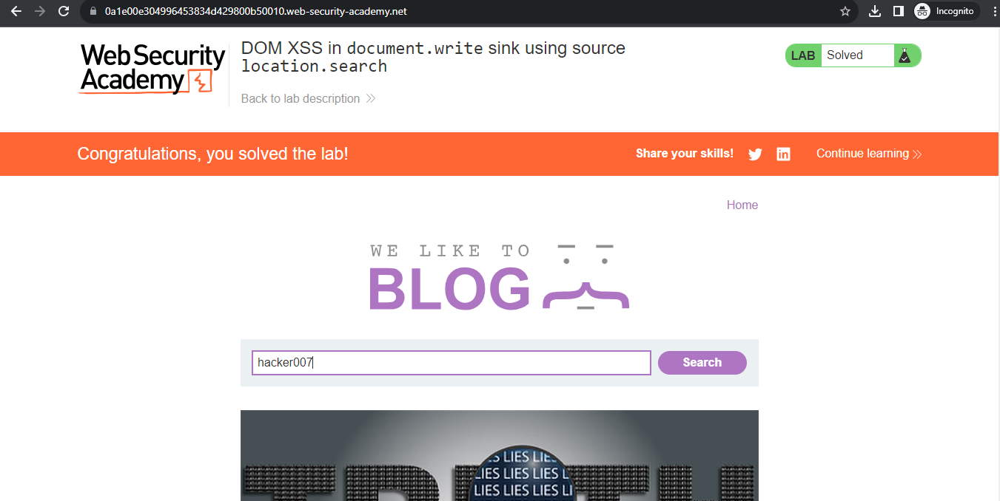 0a1e00e304996453834d429800b50010.web-security-academy.net
Incognito
Web Security
Academy
DOM XSS in document.write sink using source
location.search
Back to lab description
LAB Solved
Congratulations, you solved the lab!
Share your skills!
Continue learning
Home
WE LIKE TO
BLOG
hacker007
Search
LIES LIE
LIES LIES LIES L
LIES LIES LIES LI